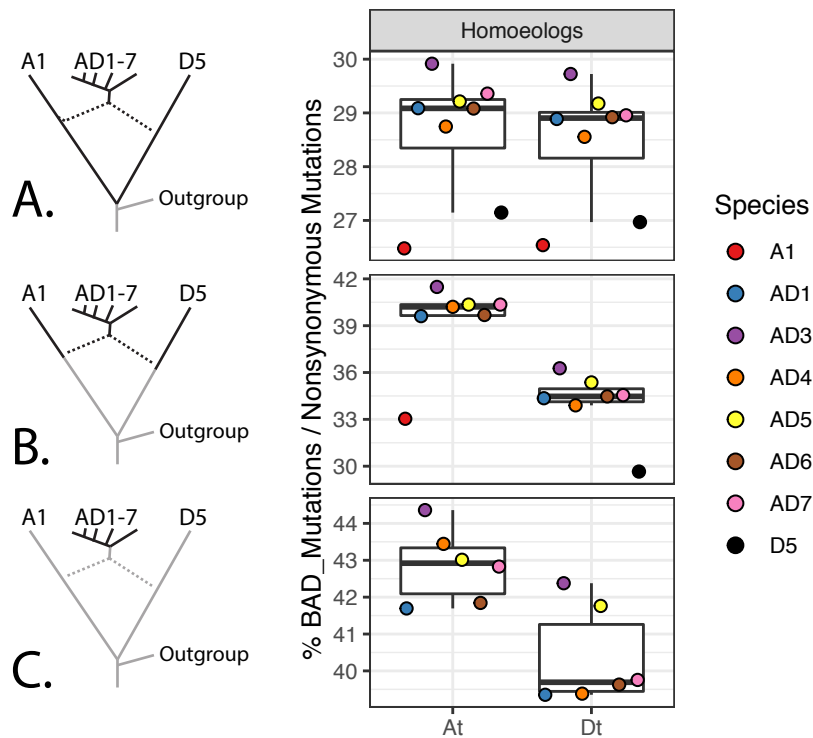 A1 AD1-7 D5
Outgroup
A.
A1 AD1-7 D5
Outgroup
B.
A1 AD1-7 D5
Outgroup
C.
% BAD_Mutations / Nonsynonymous Mutations
Homoeologs
30
29
28
27
42
39
36
33
30
44
43
42
41
40
At Dt
Species
A1
AD1
AD3
AD4
AD5
AD6
AD7
D5